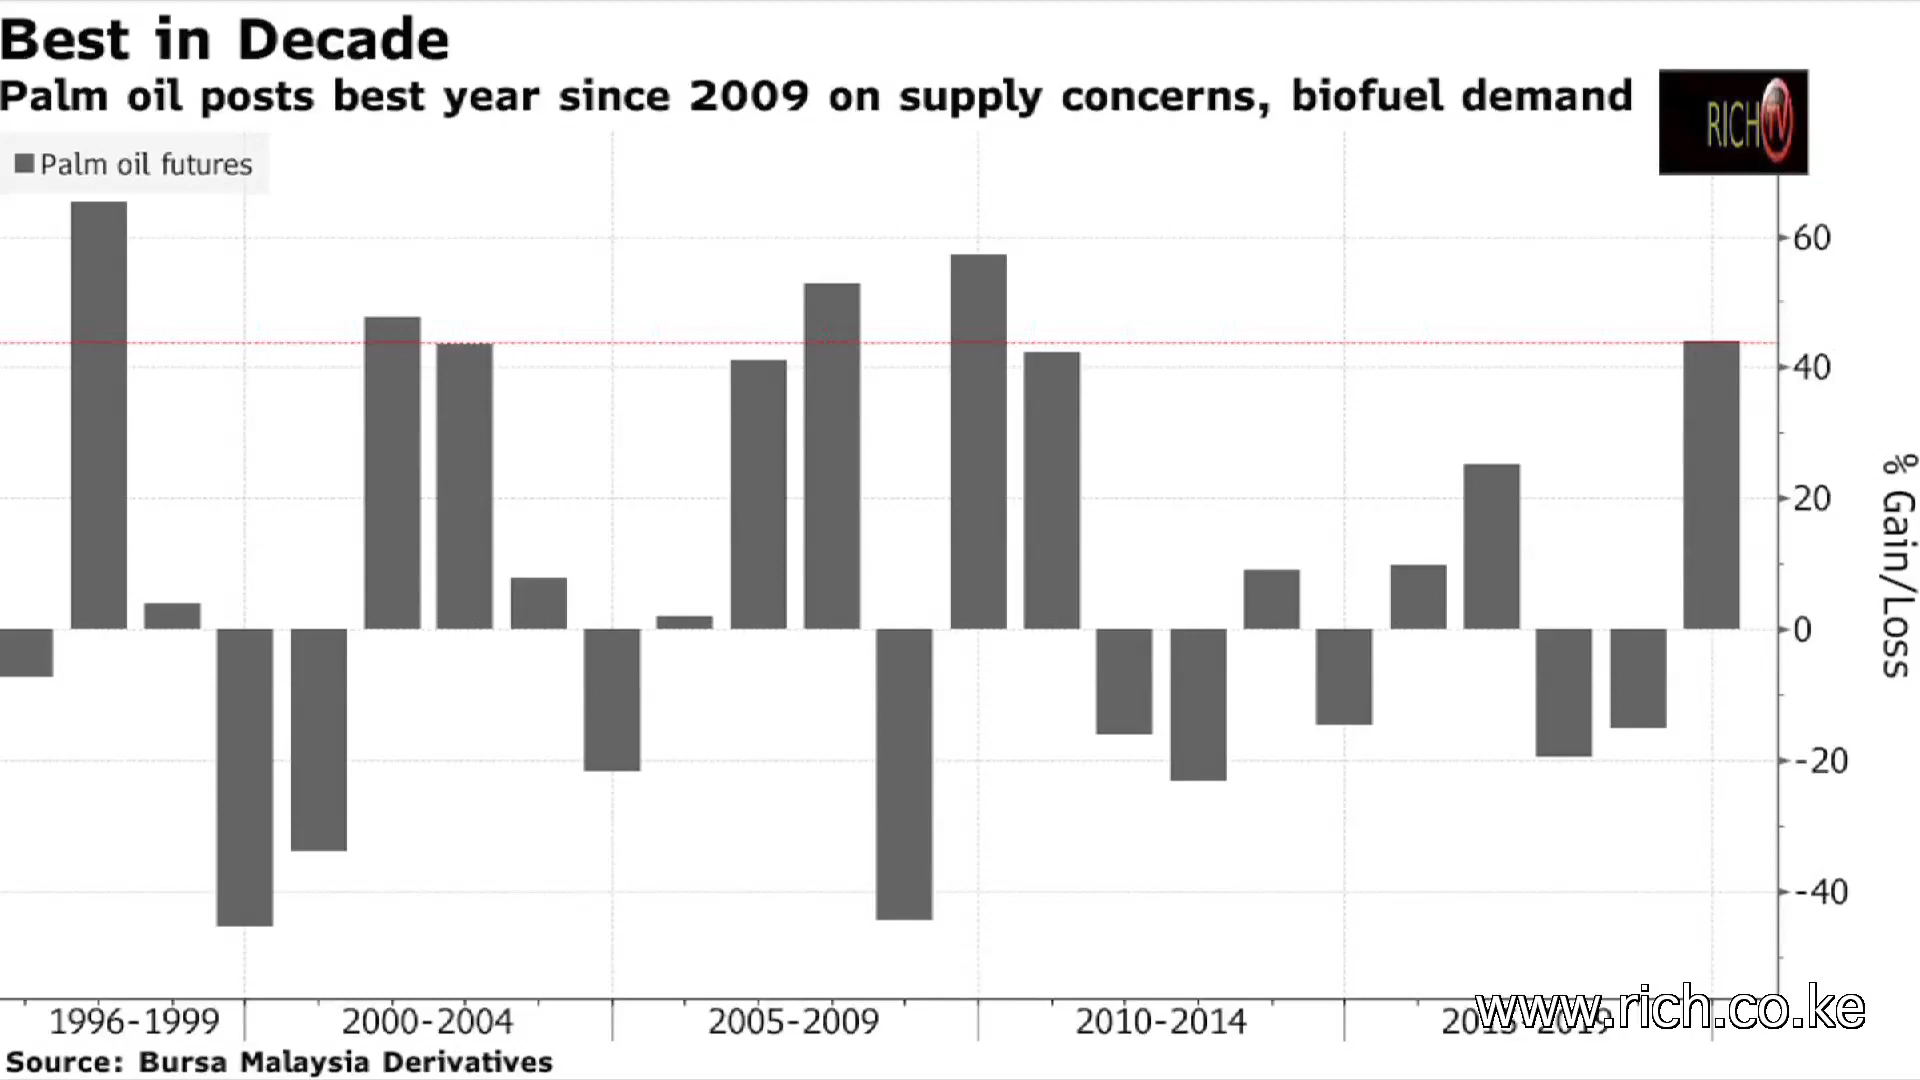 Best in Decade
Palm oil posts best year since 2009 on supply concerns, biofuel demand
RICH TV
Palm oil futures
60
40
20
0
-20
-40
% Gain/Loss
1996-1999
2000-2004
2005-2009
2010-2014
2015-2019
www.rich.co.ke
Source: Bursa Malaysia Derivatives